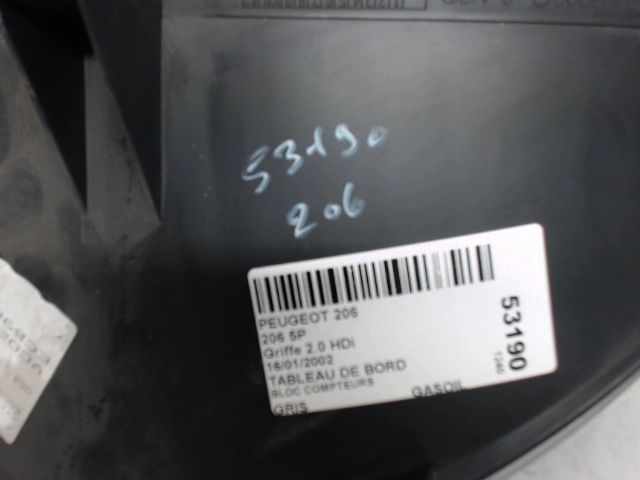 53190
206
PEUGEOT 206
206 5P
Griffe 2.0 HDi
16/01/2002
TABLEAU DE BORD
BLOC COMPTEURS
GASOIL
GRIS
53190
1240